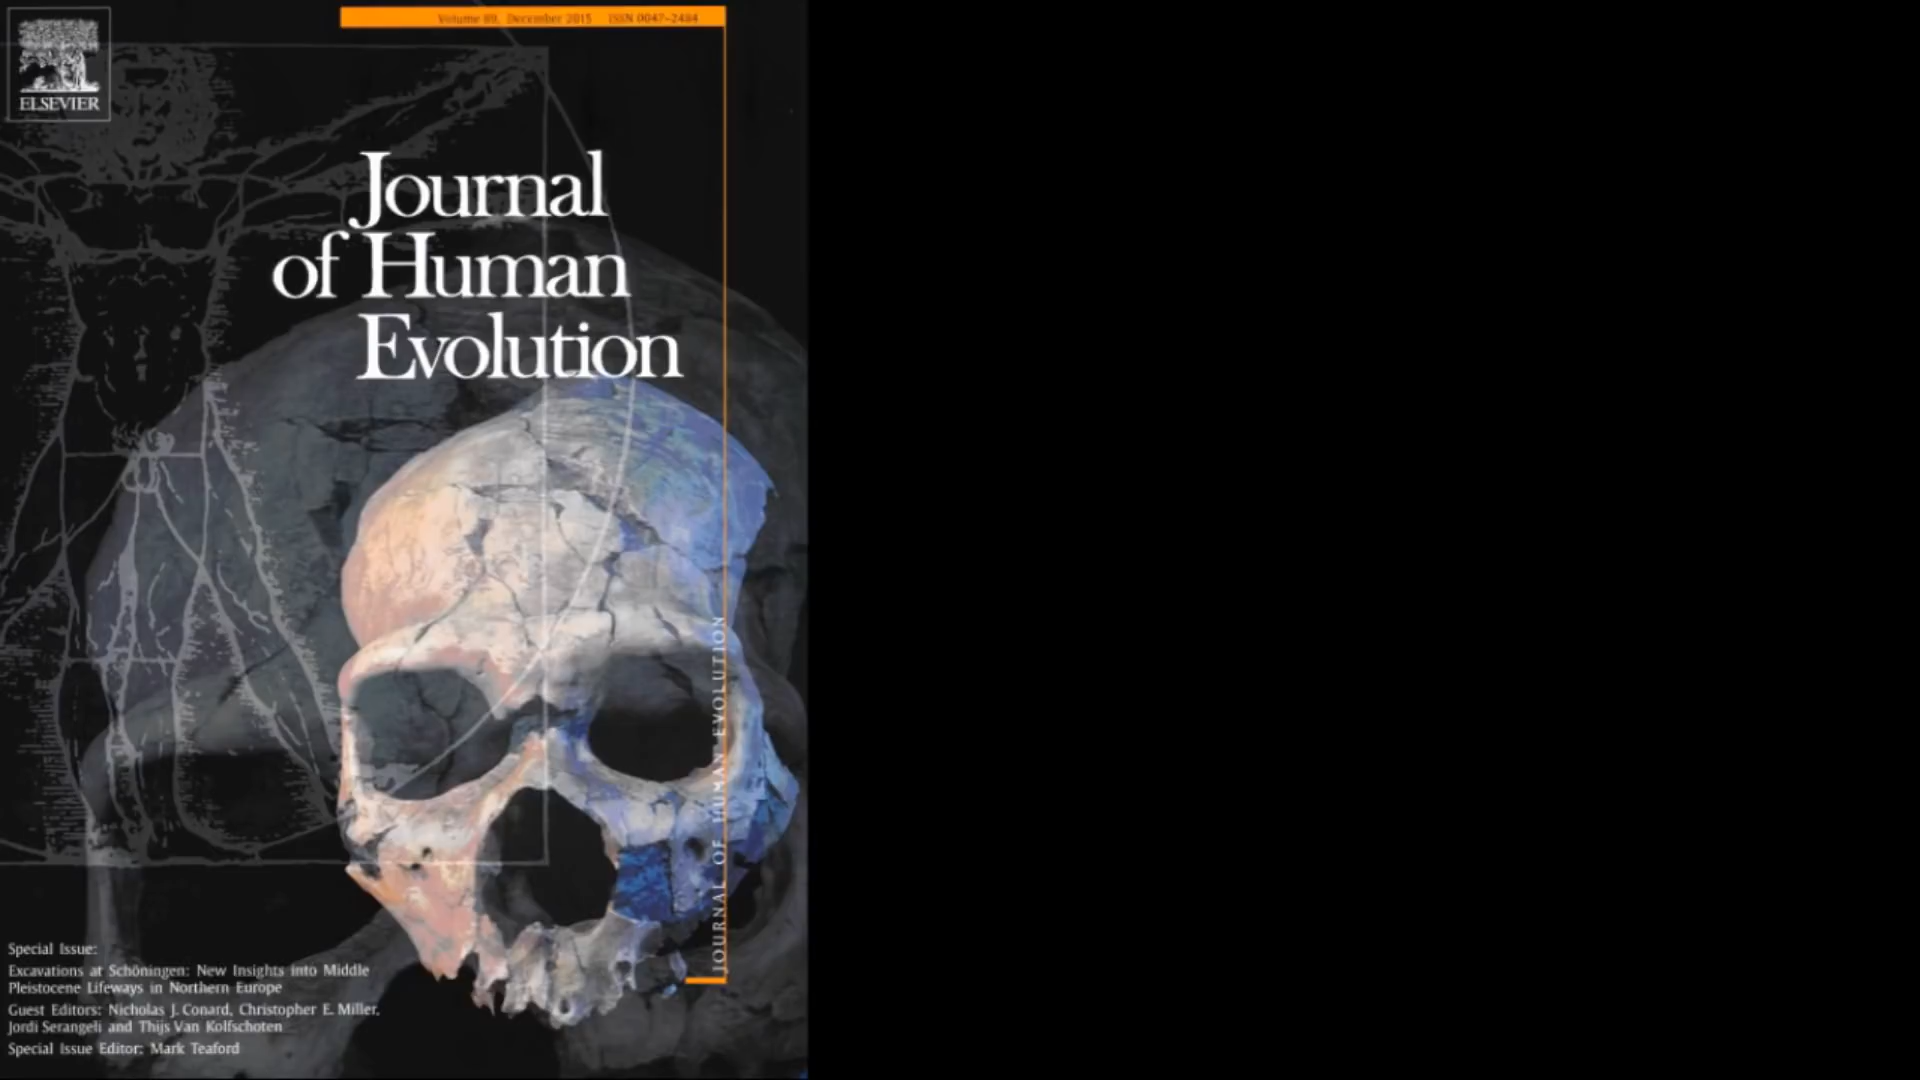 Volume 89, December 2015 ISSN 0047-2484
ELSEVIER
Journal
of Human
Evolution
JOURNAL OF HUMAN EVOLUTION
Special Issue:
Excavations at Schöningen: New Insights into Middle
Pleistocene Lifeways in Northern Europe
Guest Editors: Nicholas J. Conard, Christopher E. Miller,
Jordi Serangeli and Thijs Van Kolfschoten
Special Issue Editor: Mark Teaford